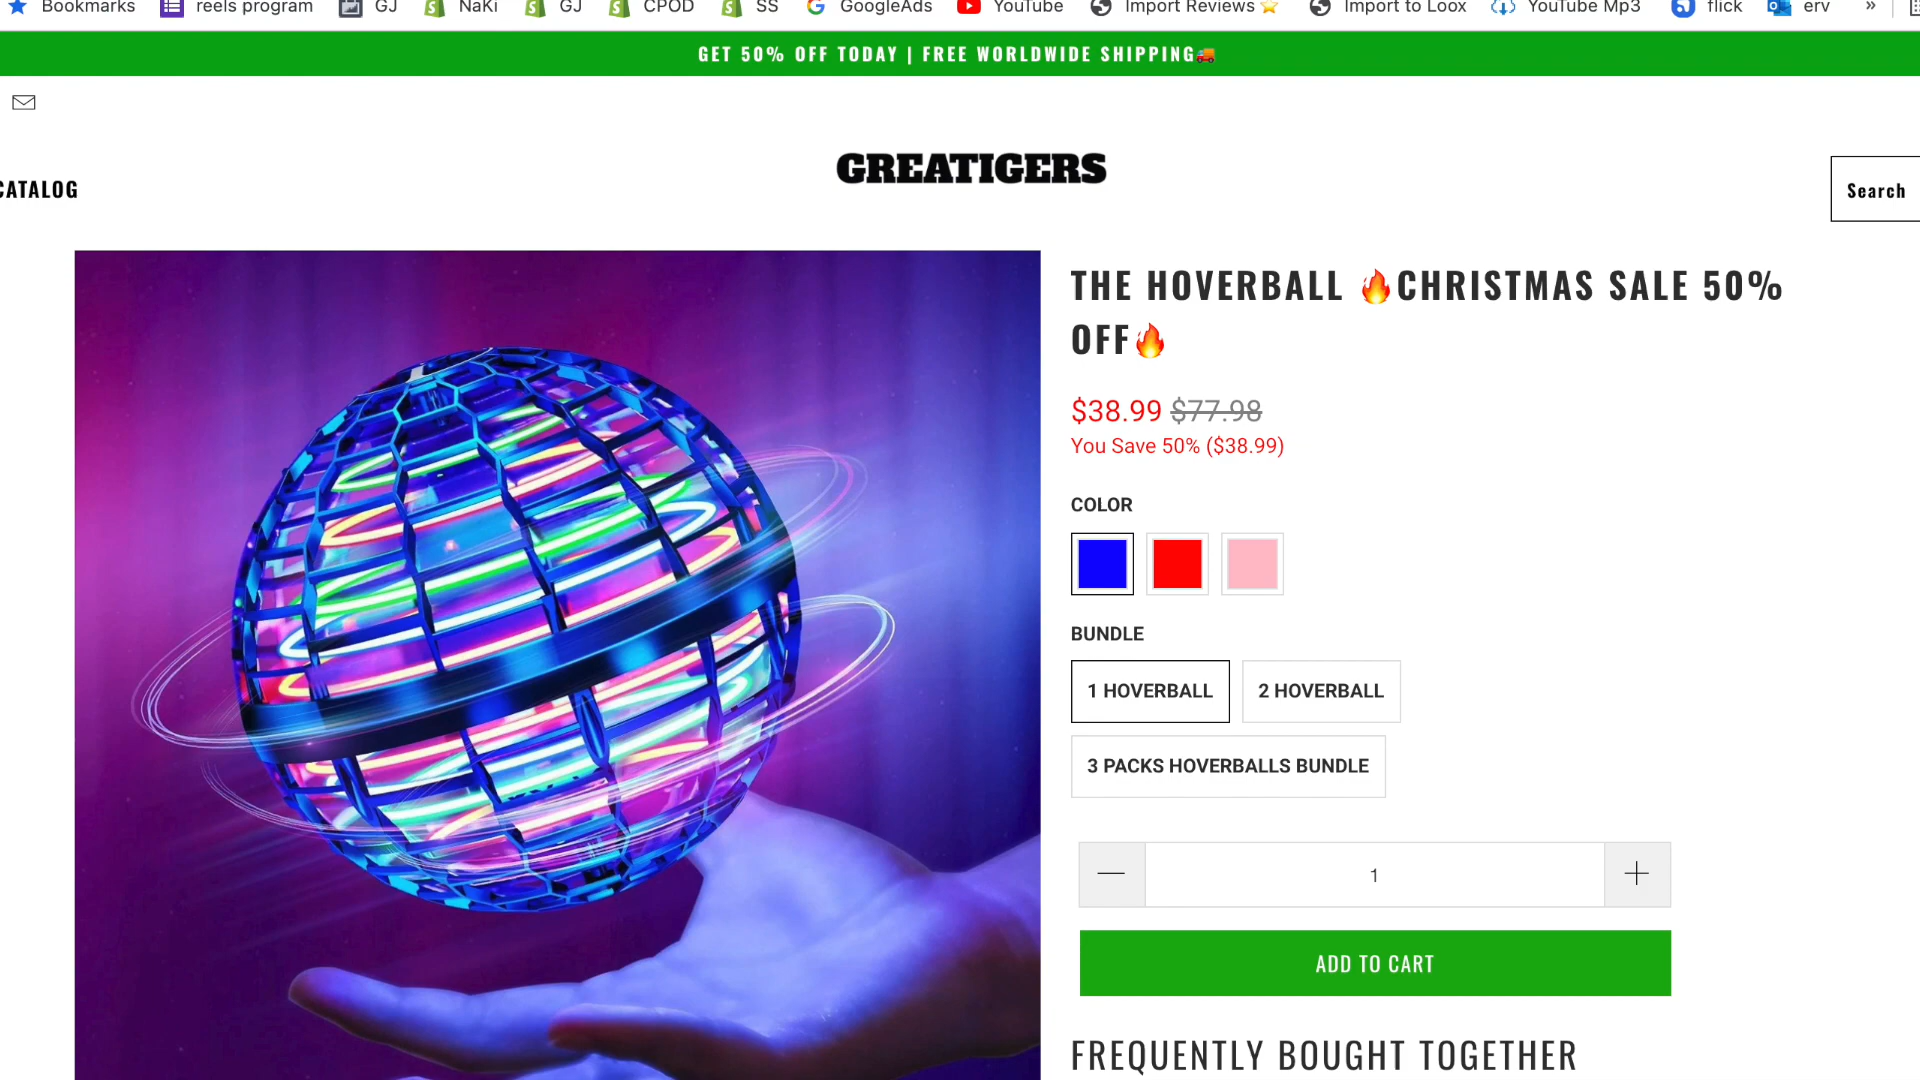 Bookmarks reels program GJ NaKi GJ CPOD SS GoogleAds YouTube Import Reviews⭐ Import to Loox YouTube Mp3 flick erv »
GET 50% OFF TODAY | FREE WORLDWIDE SHIPPING🚚
GREATIGERS
CATALOG
Search
THE HOVERBALL 🔥CHRISTMAS SALE 50%
OFF🔥
$38.99 $77.98
You Save 50% ($38.99)
COLOR
BUNDLE
1 HOVERBALL 2 HOVERBALL
3 PACKS HOVERBALLS BUNDLE
— 1 +
ADD TO CART
FREQUENTLY BOUGHT TOGETHER